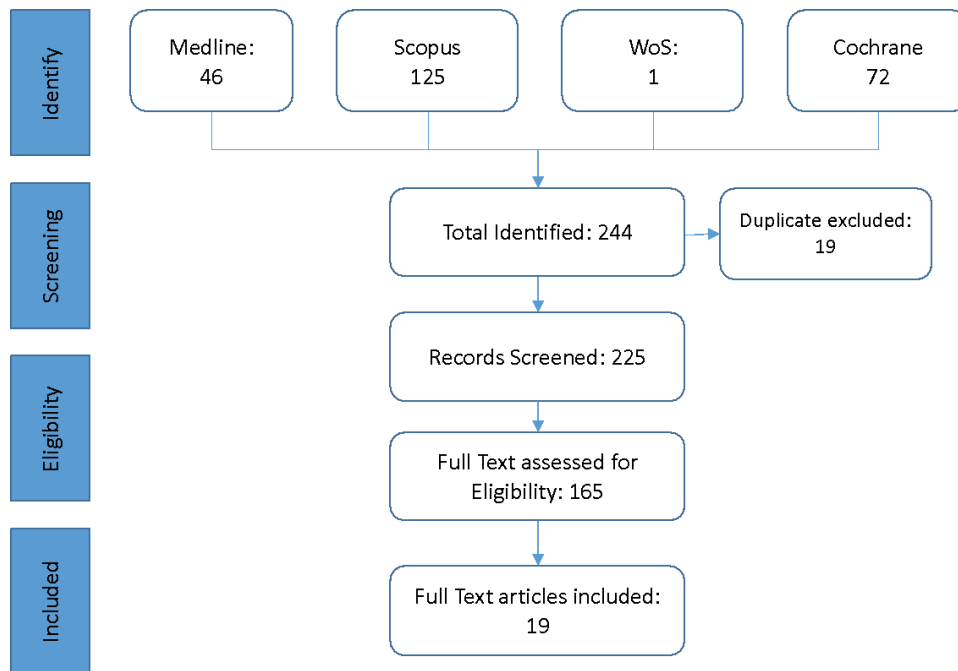 Identify
Medline:
46
Scopus
125
WoS:
1
Cochrane
72
Screening
Total Identified: 244
Duplicate excluded:
19
Records Screened: 225
Eligibility
Full Text assessed for
Eligibility: 165
Included
Full Text articles included:
19